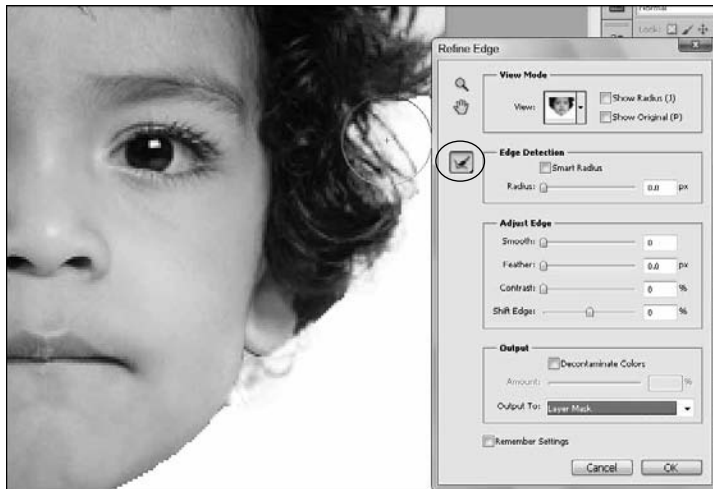 Normal
Lock:
Refine Edge
View Mode
View:
Show Radius (J)
Show Original (P)
Edge Detection
Smart Radius
Radius: 0.0 px
Adjust Edge
Smooth: 0
Feather: 0.0 px
Contrast: 0 %
Shift Edge: 0 %
Output
Decontaminate Colors
Amount: %
Output To: Layer Mask
Remember Settings
Cancel OK